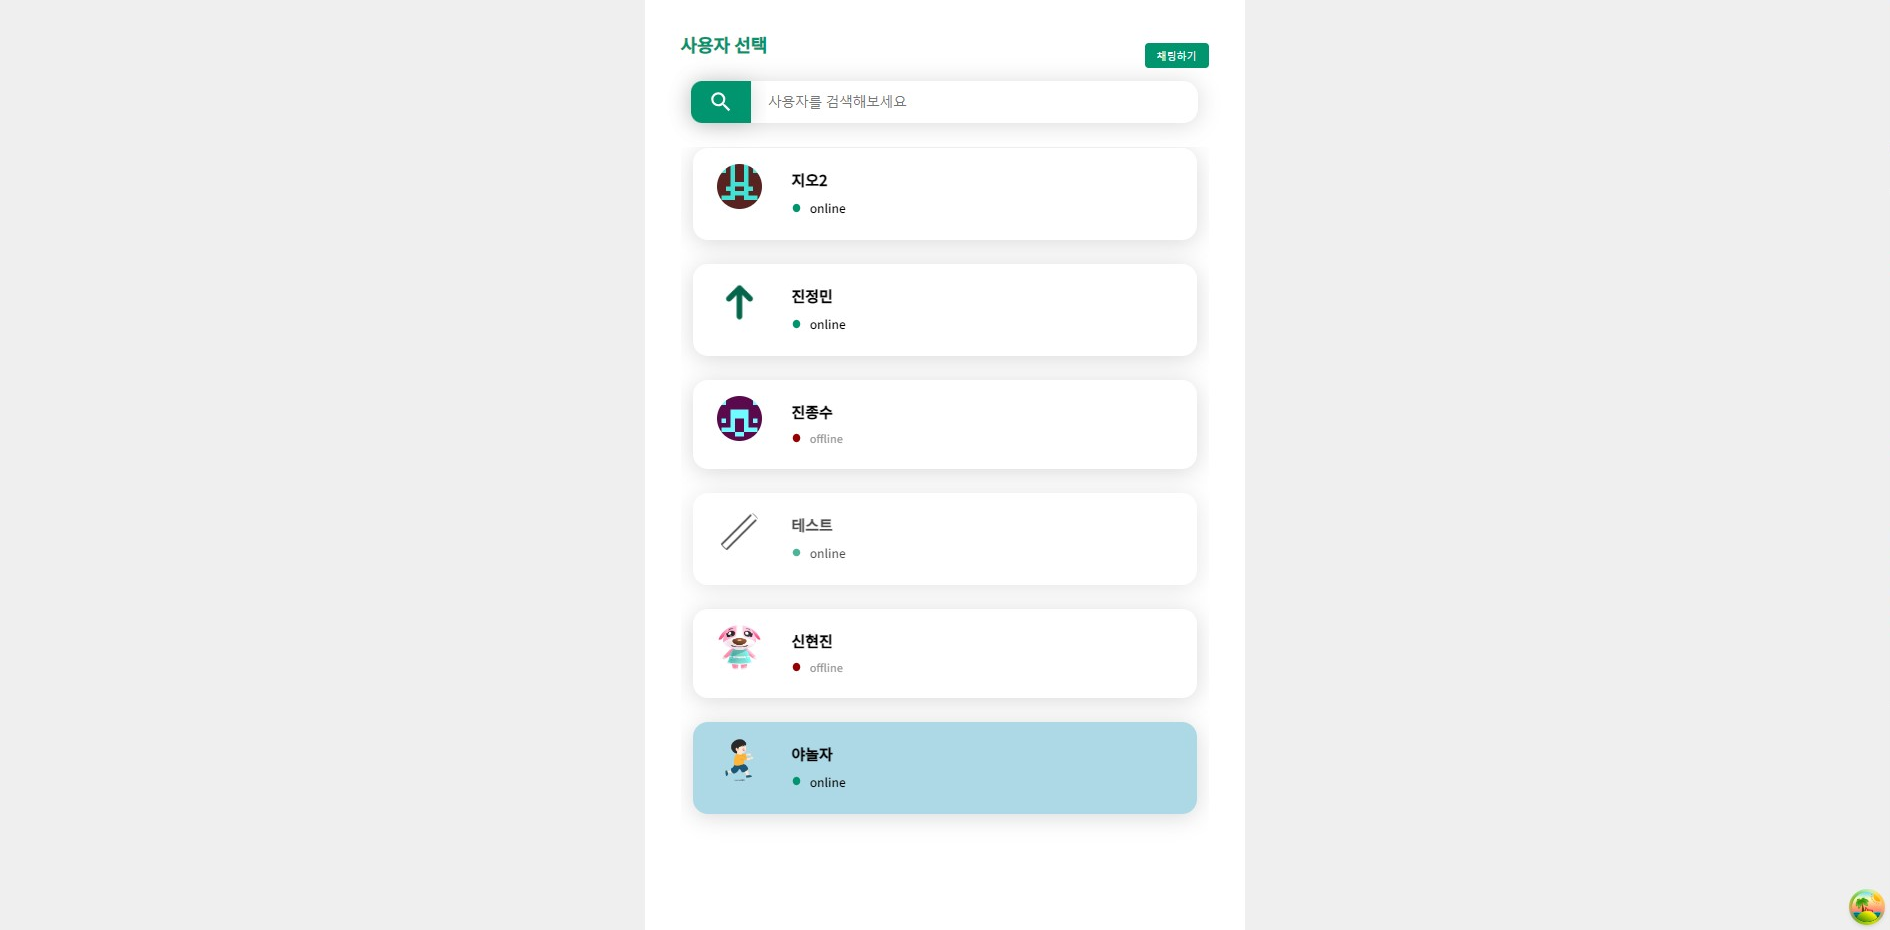 사용자 선택
채팅하기
사용자를 검색해보세요
지오2
online
진정민
online
진종수
offline
테스트
online
신현진
offline
야놀자
online